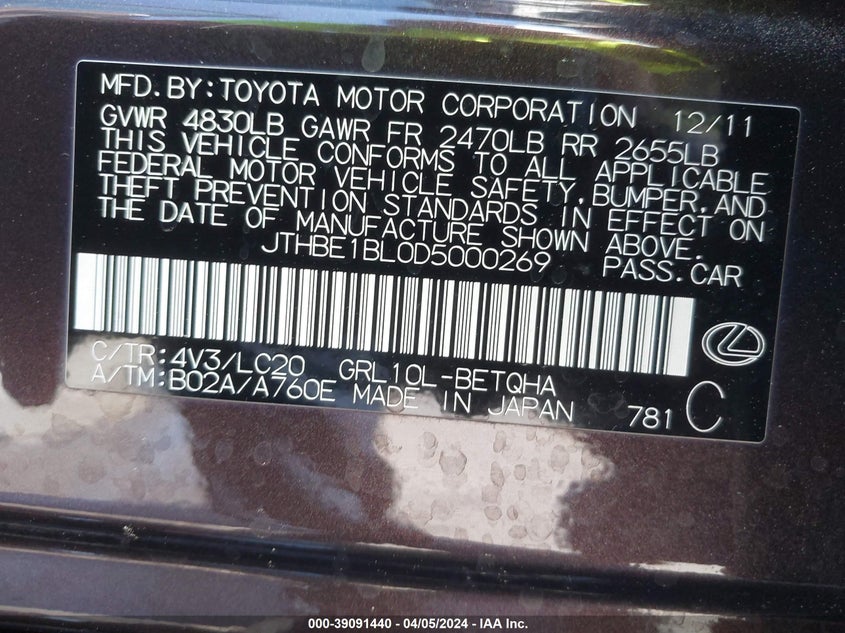 MFD.BY:TOYOTA MOTOR CORPORATION 12/11
GVWR 4830LB GAWR FR 2470LB RR 2655LB
THIS VEHICLE CONFORMS TO ALL APPLICABLE
FEDERAL MOTOR VEHICLE SAFETY,BUMPER,AND
THEFT PREVENTION STANDARDS IN EFFECT ON
THE DATE OF MANUFACTURE SHOWN ABOVE.
JTHBE1BL0D5000269 PASS.CAR
C/TR:4V3/LC20 GRL10L-BETQHA
A/TM:B02A/A760E MADE IN JAPAN 781 C
000-39091440 - 04/05/2024 - IAA Inc.